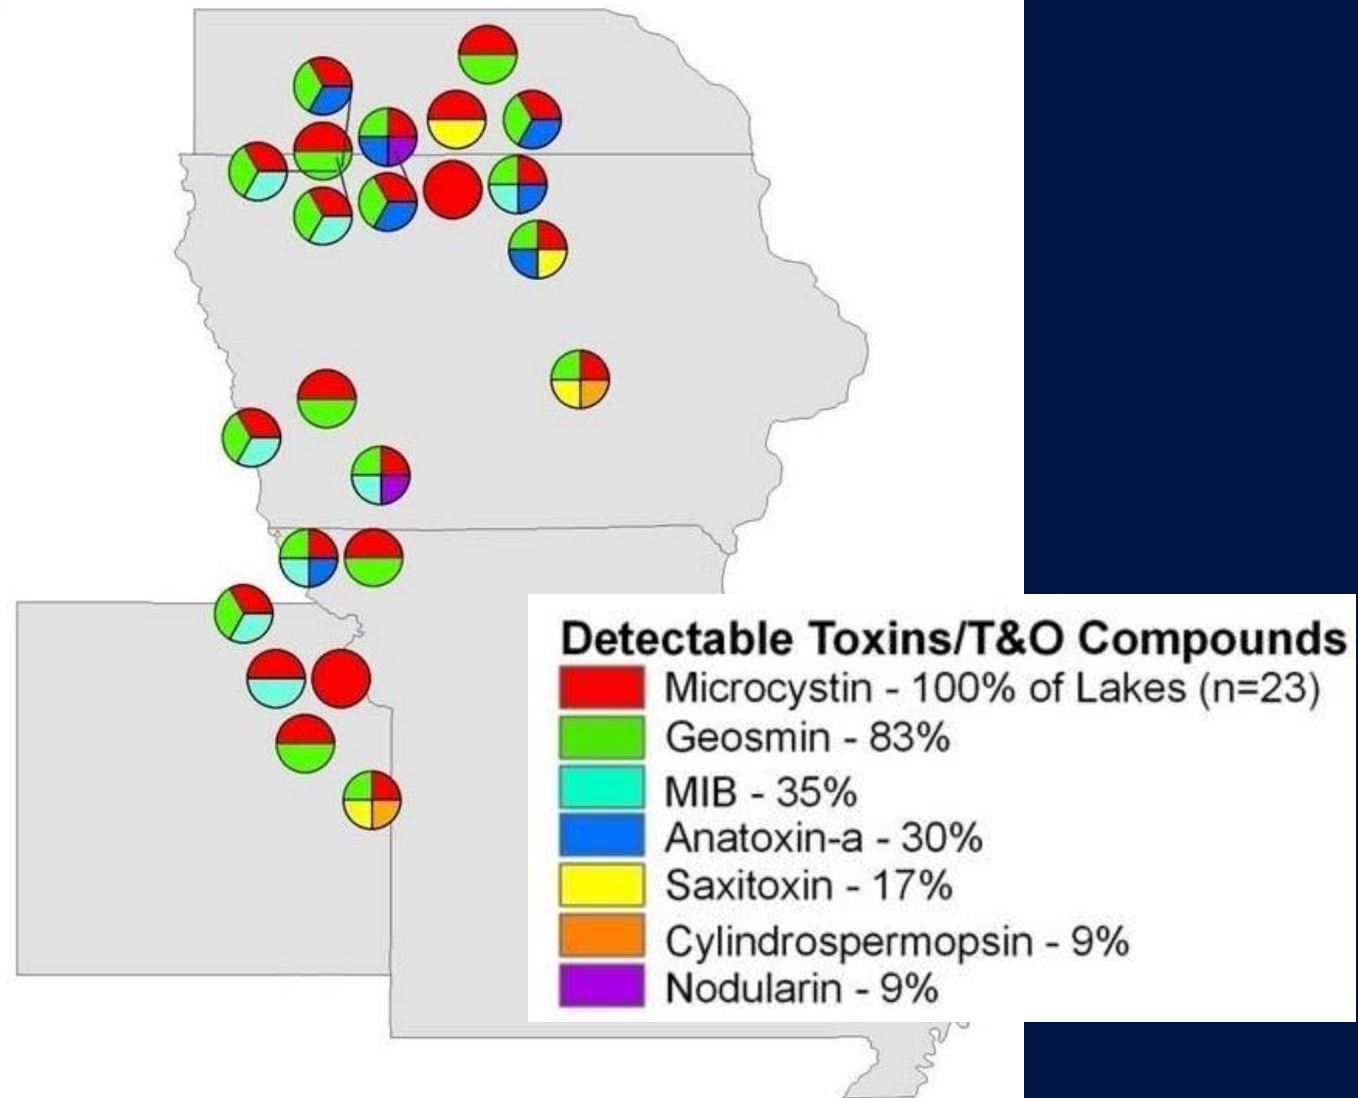 Detectable Toxins/T&O Compounds
Microcystin - 100% of Lakes (n=23)
Geosmin - 83%
MIB - 35%
Anatoxin-a - 30%
Saxitoxin - 17%
Cylindrospermopsin - 9%
Nodularin - 9%